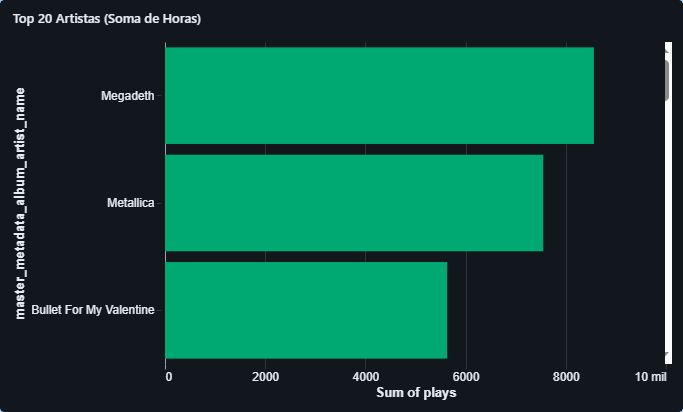 Top 20 Artistas (Soma de Horas)
master_metadata_album_artist_name
Megadeth
Metallica
Bullet For My Valentine
0 2000 4000 6000 8000 10 mil
Sum of plays